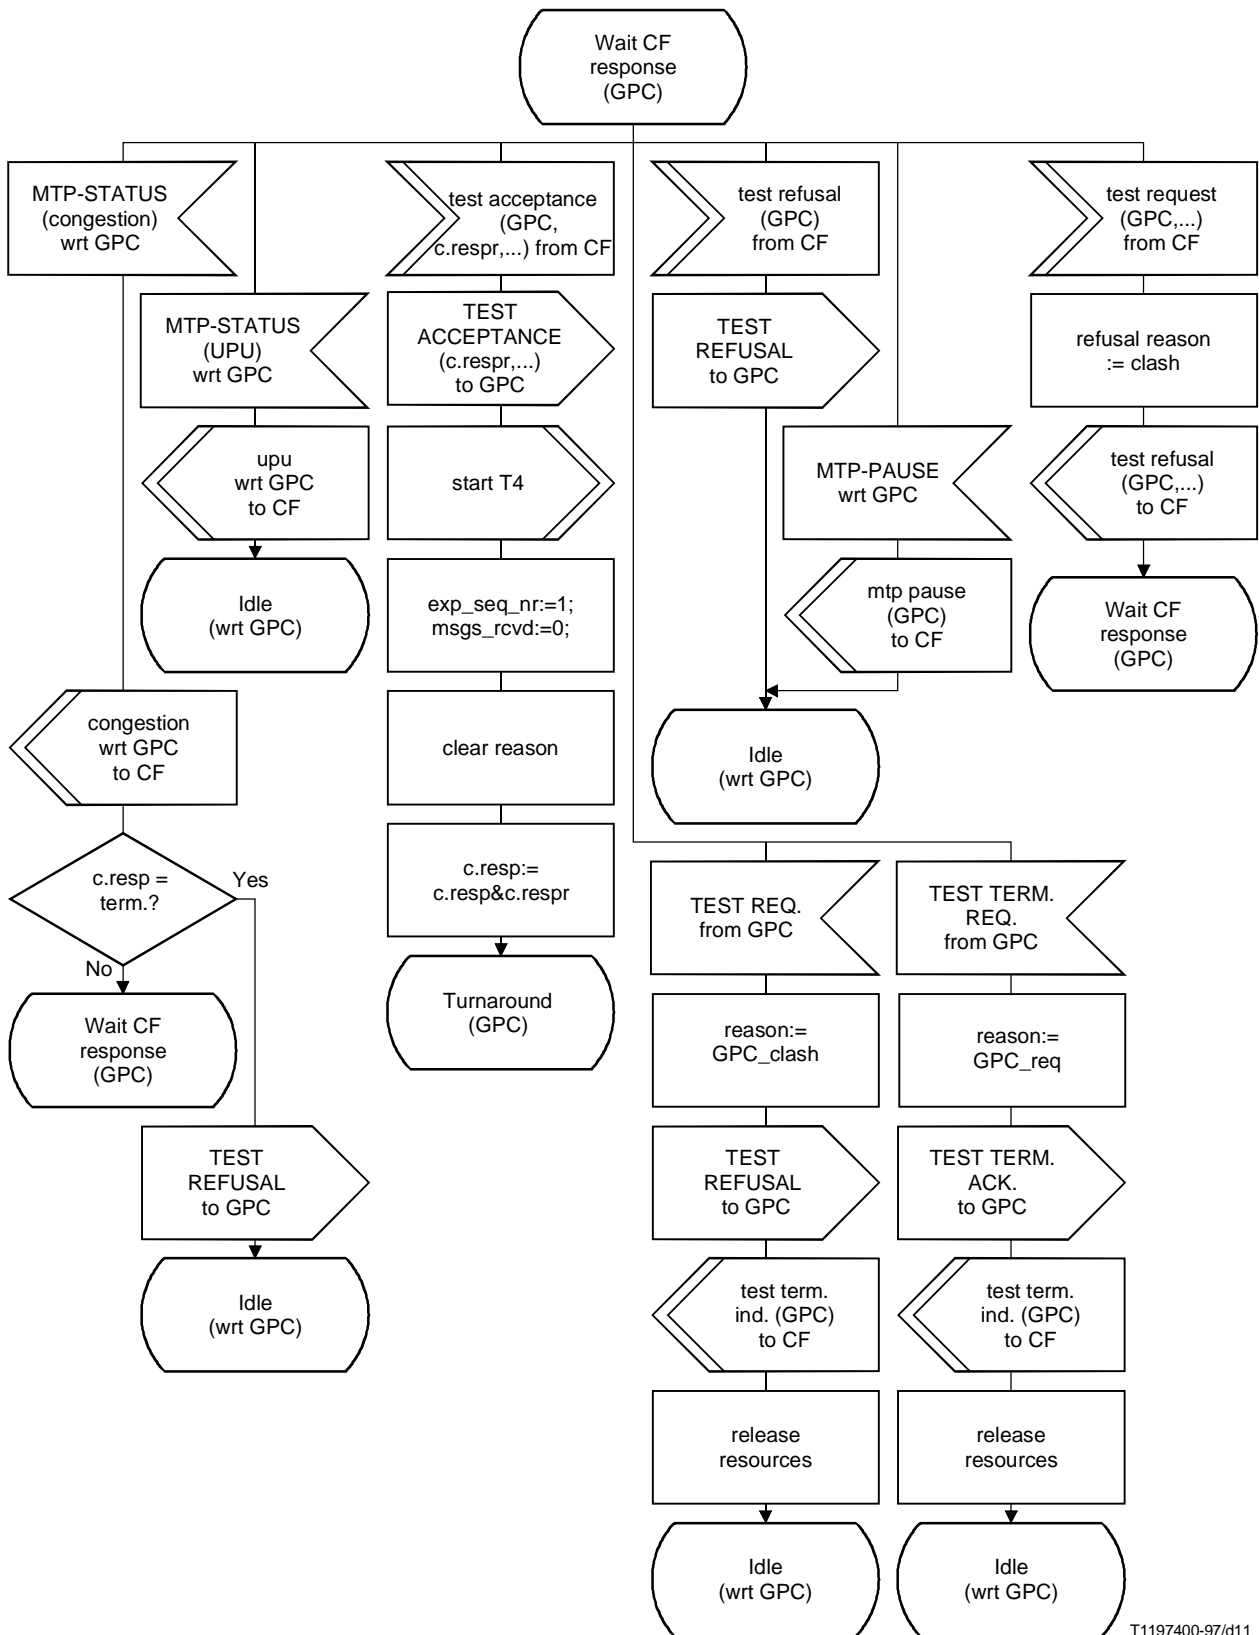 Wait CF
response
(GPC)
MTP-STATUS
(congestion)
wrt GPC
test acceptance
(GPC,
c.respr,...) from CF
test refusal
(GPC)
from CF
test request
(GPC,...)
from CF
MTP-STATUS
(UPU)
wrt GPC
TEST
ACCEPTANCE
(c.respr,...)
to GPC
TEST
REFUSAL
to GPC
refusal reason
:= clash
upu
wrt GPC
to CF
start T4
MTP-PAUSE
wrt GPC
test refusal
(GPC,...)
to CF
Idle
(wrt GPC)
exp_seq_nr:=1;
msgs_rcvd:=0;
mtp pause
(GPC)
to CF
Wait CF
response
(GPC)
congestion
wrt GPC
to CF
clear reason
Idle
(wrt GPC)
c.resp =
term.?
Yes
No
c.resp:=
c.resp&c.respr
TEST REQ.
from GPC
TEST TERM.
REQ.
from GPC
Wait CF
response
(GPC)
Turnaround
(GPC)
reason:=
GPC_clash
reason:=
GPC_req
TEST
REFUSAL
to GPC
TEST
REFUSAL
to GPC
TEST TERM.
ACK.
to GPC
Idle
(wrt GPC)
test term.
ind. (GPC)
to CF
test term.
ind. (GPC)
to CF
release
resources
release
resources
Idle
(wrt GPC)
Idle
(wrt GPC)
T1197400-97/d11